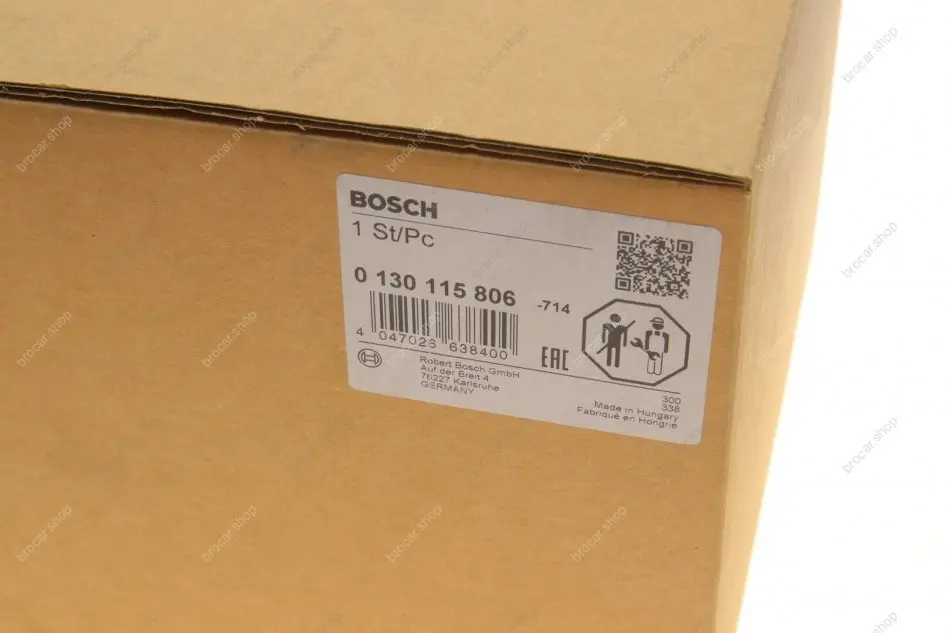 BOSCH
1 St/Pc
0 130 115 806
-714
4 047025 638400
EAC
Robert Bosch GmbH
Auf der Breit 4
76227 Karlsruhe
GERMANY
300
338
Made in Hungary
Fabriqué en Hongrie
brocar.shop